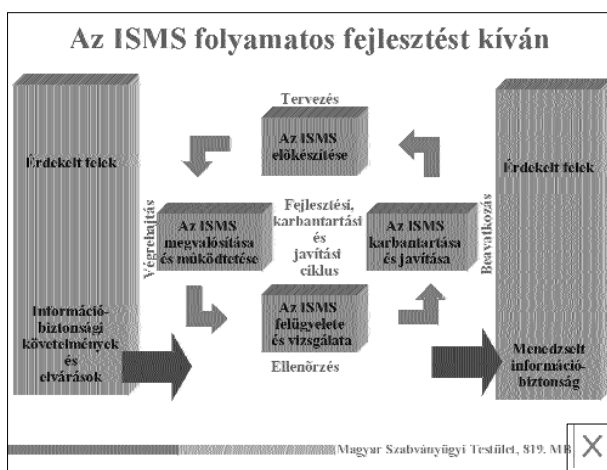 Az ISMS folyamatos fejlesztést kíván
Tervezés
Az ISMS
előkészítése
Érdekelt felek
Érdekelt felek
Végrehajtás
Az ISMS
megvalósítása
és működtetése
Fejlesztési,
karbantartási
és
javítási
ciklus
Az ISMS
karbantartása
és javítása
Beavatkozás
Információ-
biztonsági
követelmények
és
elvárások
Az ISMS
felügyelete
és vizsgálata
Ellenőrzés
Menedzselt
információ-
biztonság
Magyar Szabványügyi Testület, 819. MB